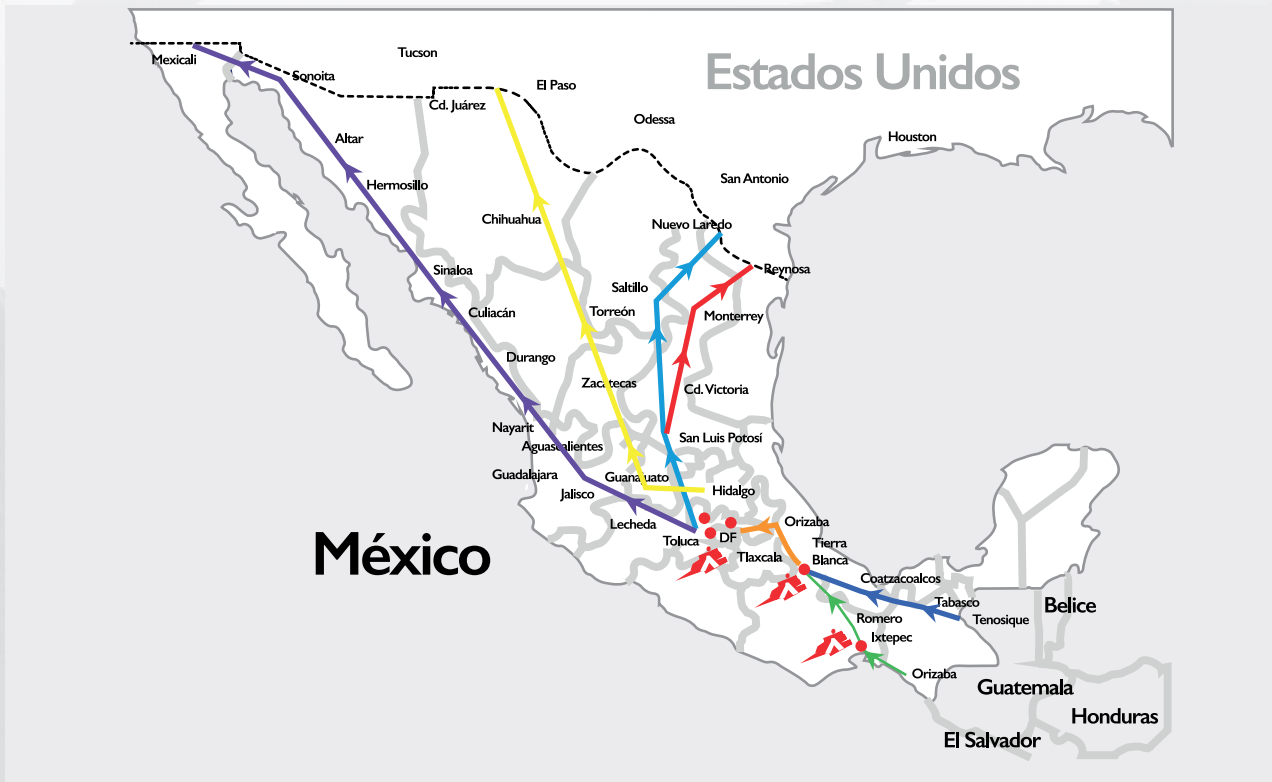 Estados Unidos
Tucson
Mexicali
Sonoita
El Paso
Cd. Juárez
Odessa
Houston
Altar
San Antonio
Hermosillo
Chihuahua
Nuevo Laredo
Sinaloa
Reynosa
Saltillo
Culiacán
Torreón
Monterrey
Durango
Zacatecas
Cd. Victoria
Nayarit
San Luis Potosí
Aguascalientes
Guadalajara
Guanajuato
Jalisco
Hidalgo
Lecheda
Orizaba
México
Toluca
DF
Tierra
Blanca
Tlaxcala
Coatzacoalcos
Tabasco
Belice
Romero
Tenosique
Ixtepec
Orizaba
Guatemala
Honduras
El Salvador